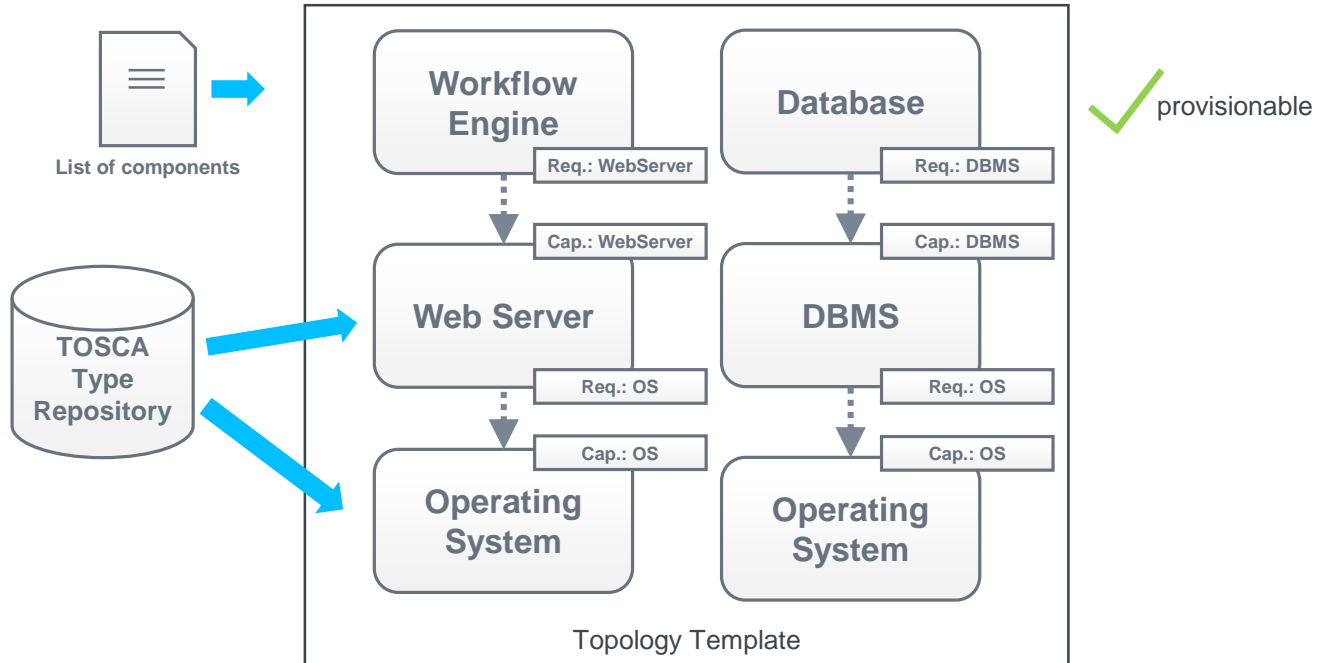 List of components
TOSCA
Type
Repository
Workflow
Engine
Req.: WebServer
Cap.: WebServer
Web Server
Req.: OS
Cap.: OS
Operating
System
Database
Req.: DBMS
Cap.: DBMS
DBMS
Req.: OS
Cap.: OS
Operating
System
Topology Template
provisionable